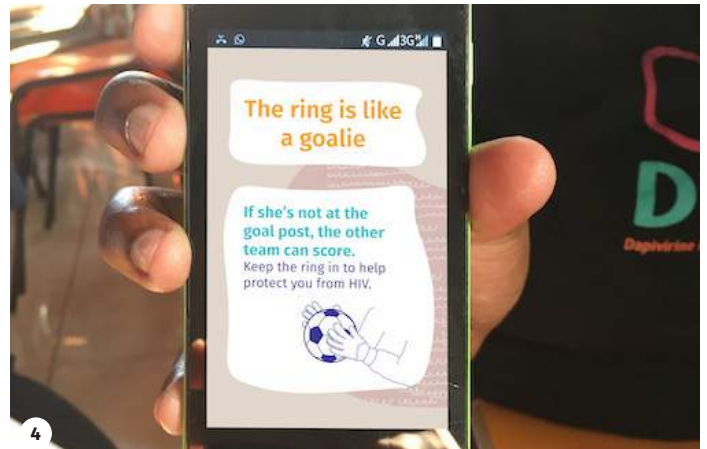 G 3G H
The ring is like
a goalie
If she's not at the
goal post, the other
team can score.
Keep the ring in to help
protect you from HIV.
D
Dapivirine
4